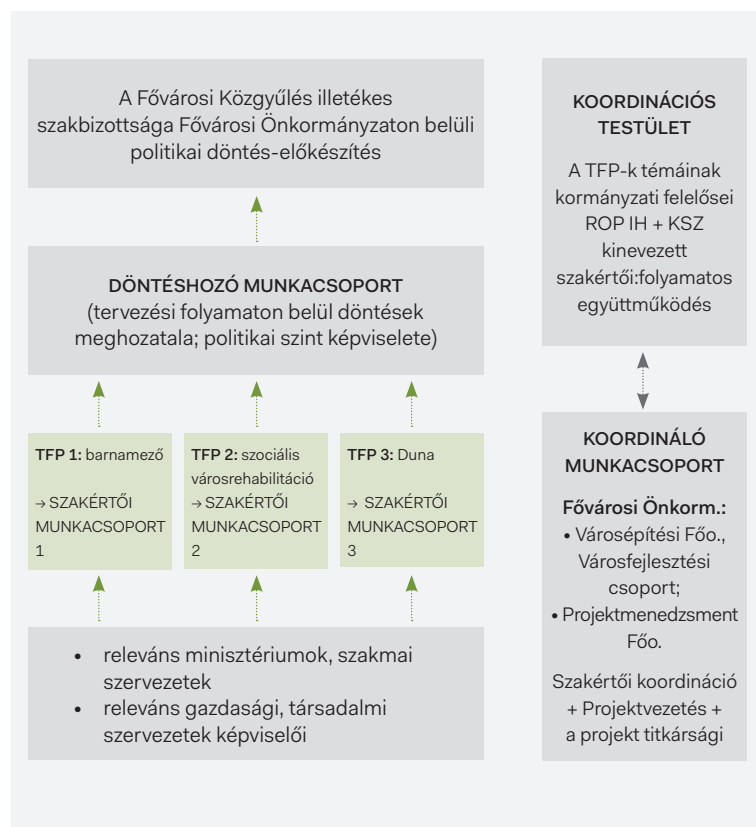 A Fővárosi Közgyűlés illetékes
szakbizottsága Fővárosi Önkormányzaton belüli
politikai döntés-előkészítés
DÖNTÉSHOZÓ MUNKACSOPORT
(tervezési folyamaton belül döntések
meghozatala; politikai szint képviselete)
TFP 1: barnamező
→ SZAKÉRTŐI
MUNKACSOPORT
1
TFP 2: szociális
városrehabilitáció
→ SZAKÉRTŐI
MUNKACSOPORT
2
TFP 3: Duna
→ SZAKÉRTŐI
MUNKACSOPORT
3
• releváns minisztériumok, szakmai
szervezetek
• releváns gazdasági, társadalmi
szervezetek képviselői
KOORDINÁCIÓS
TESTÜLET
A TFP-k témáinak
kormányzati felelősei
ROP IH + KSZ
kinevezett
szakértői:folyamatos
együttműködés
KOORDINÁLÓ
MUNKACSOPORT
Fővárosi Önkorm.:
• Városépítési Főo.,
Városfejlesztési
csoport;
• Projektmenedzsment
Főo.
Szakértői koordináció
+ Projektvezetés +
a projekt titkársági